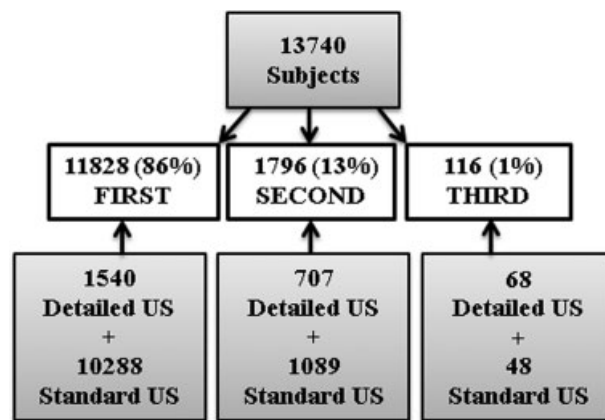 13740
Subjects
11828 (86%)
FIRST
1796 (13%)
SECOND
116 (1%)
THIRD
1540
Detailed US
+
10288
Standard US
707
Detailed US
+
1089
Standard US
68
Detailed US
+
48
Standard US